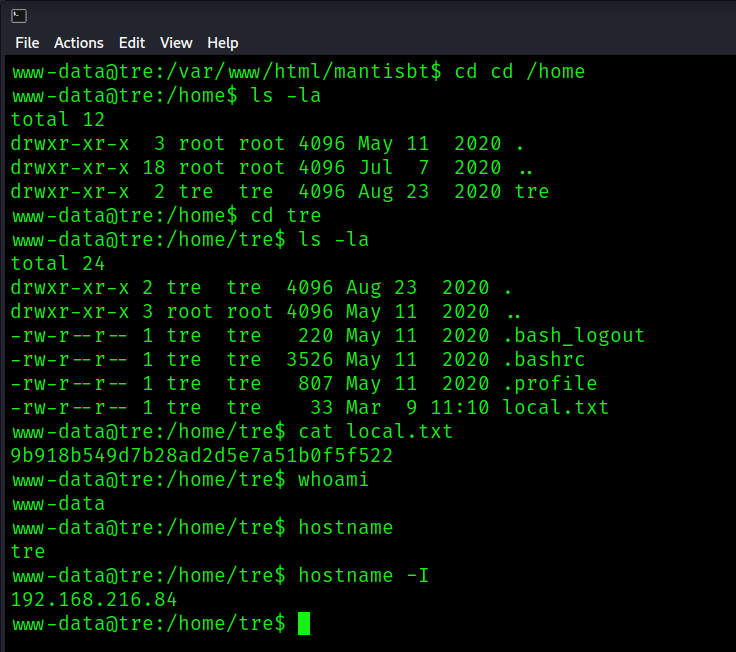 File Actions Edit View Help
www-data@tre:/var/www/html/mantisbt$ cd cd /home
www-data@tre:/home$ ls -la
total 12
drwxr-xr-x  3 root root 4096 May 11  2020 .
drwxr-xr-x 18 root root 4096 Jul  7  2020 ..
drwxr-xr-x  2 tre  tre  4096 Aug 23  2020 tre
www-data@tre:/home$ cd tre
www-data@tre:/home/tre$ ls -la
total 24
drwxr-xr-x 2 tre  tre  4096 Aug 23  2020 .
drwxr-xr-x 3 root root 4096 May 11  2020 ..
-rw-r--r-- 1 tre  tre   220 May 11  2020 .bash_logout
-rw-r--r-- 1 tre  tre  3526 May 11  2020 .bashrc
-rw-r--r-- 1 tre  tre   807 May 11  2020 .profile
-rw-r--r-- 1 tre  tre    33 Mar  9 11:10 local.txt
www-data@tre:/home/tre$ cat local.txt
9b918b549d7b28ad2d5e7a51b0f5f522
www-data@tre:/home/tre$ whoami
www-data
www-data@tre:/home/tre$ hostname
tre
www-data@tre:/home/tre$ hostname -I
192.168.216.84
www-data@tre:/home/tre$